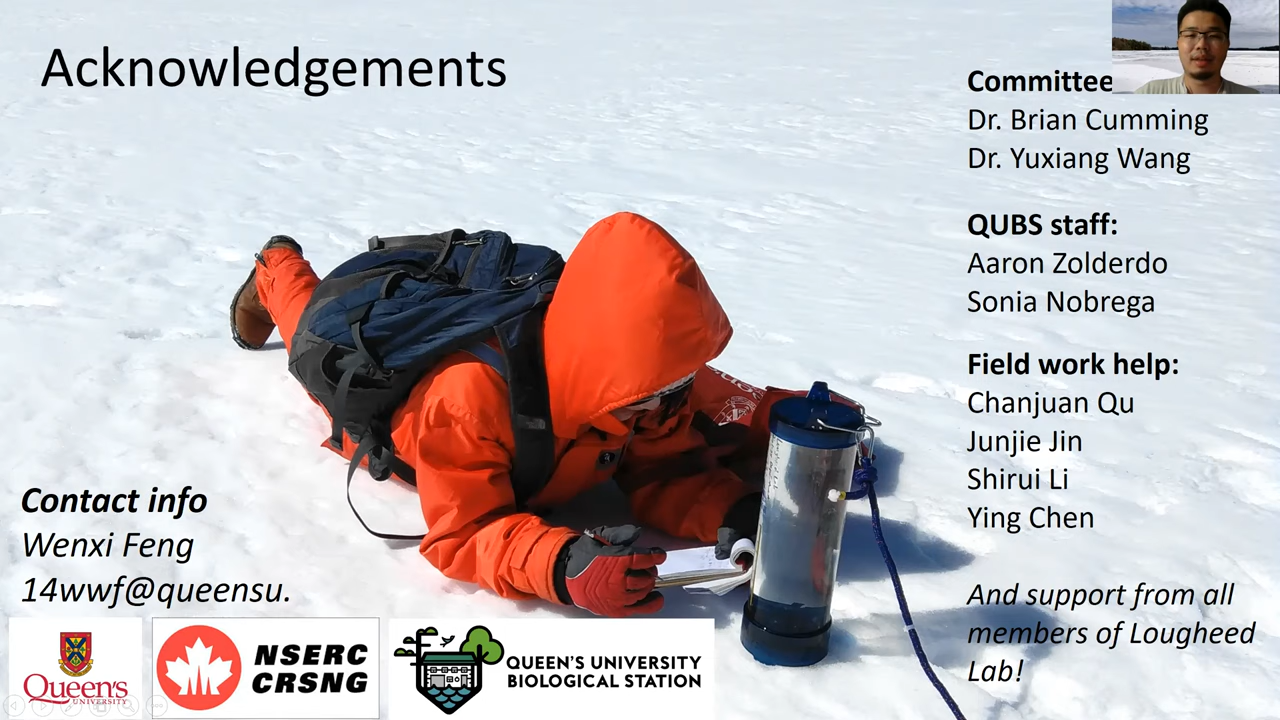 Acknowledgements
Committee
Dr. Brian Cumming
Dr. Yuxiang Wang
QUBS staff:
Aaron Zolderdo
Sonia Nobrega
Field work help:
Chanjuan Qu
Junjie Jin
Shirui Li
Ying Chen
And support from all
members of Lougheed
Lab!
Contact info
Wenxi Feng
14wwf@queensu.
Queen's
UNIVERSITY
NSERC
CRSNG
QUEEN'S UNIVERSITY
BIOLOGICAL STATION